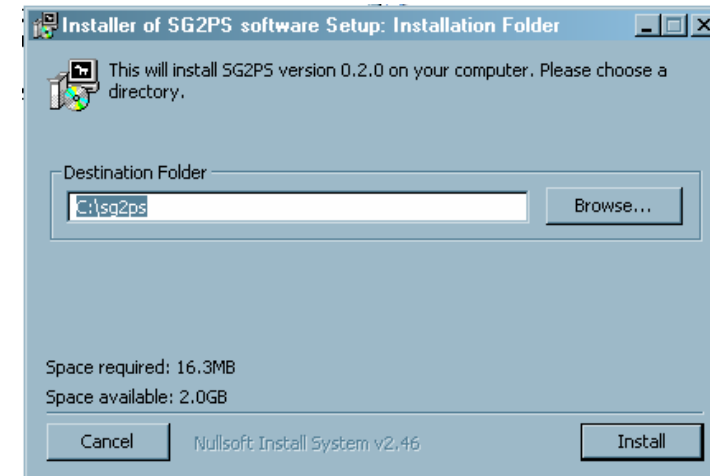 Installer of SG2PS software Setup: Installation Folder
This will install SG2PS version 0.2.0 on your computer. Please choose a
directory.
Destination Folder
C:\sg2ps
Browse...
Space required: 16.3MB
Space available: 2.0GB
Cancel
Nullsoft Install System v2.46
Install